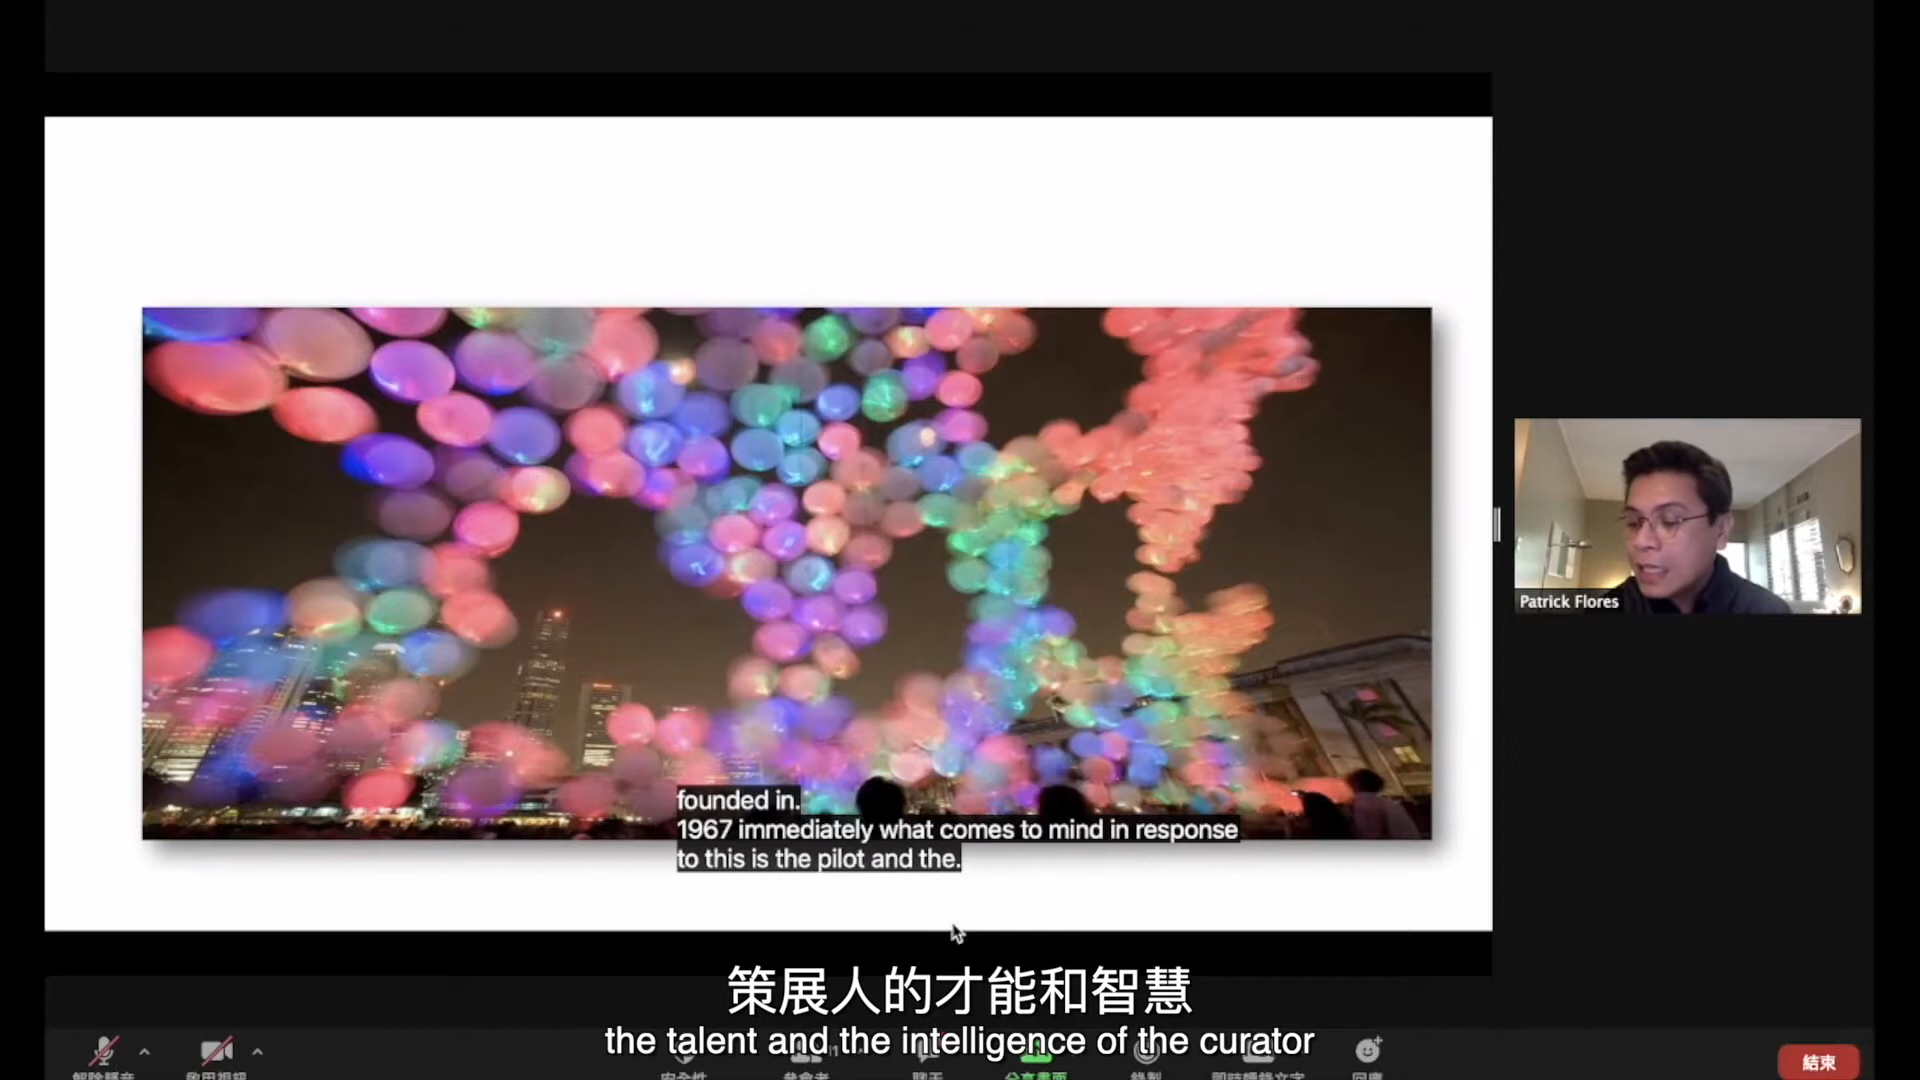 Patrick Flores
founded in.
1967 immediately what comes to mind in response
to this is the pilot and the.
策展人的才能和智慧
the talent and the intelligence of the curator
結束